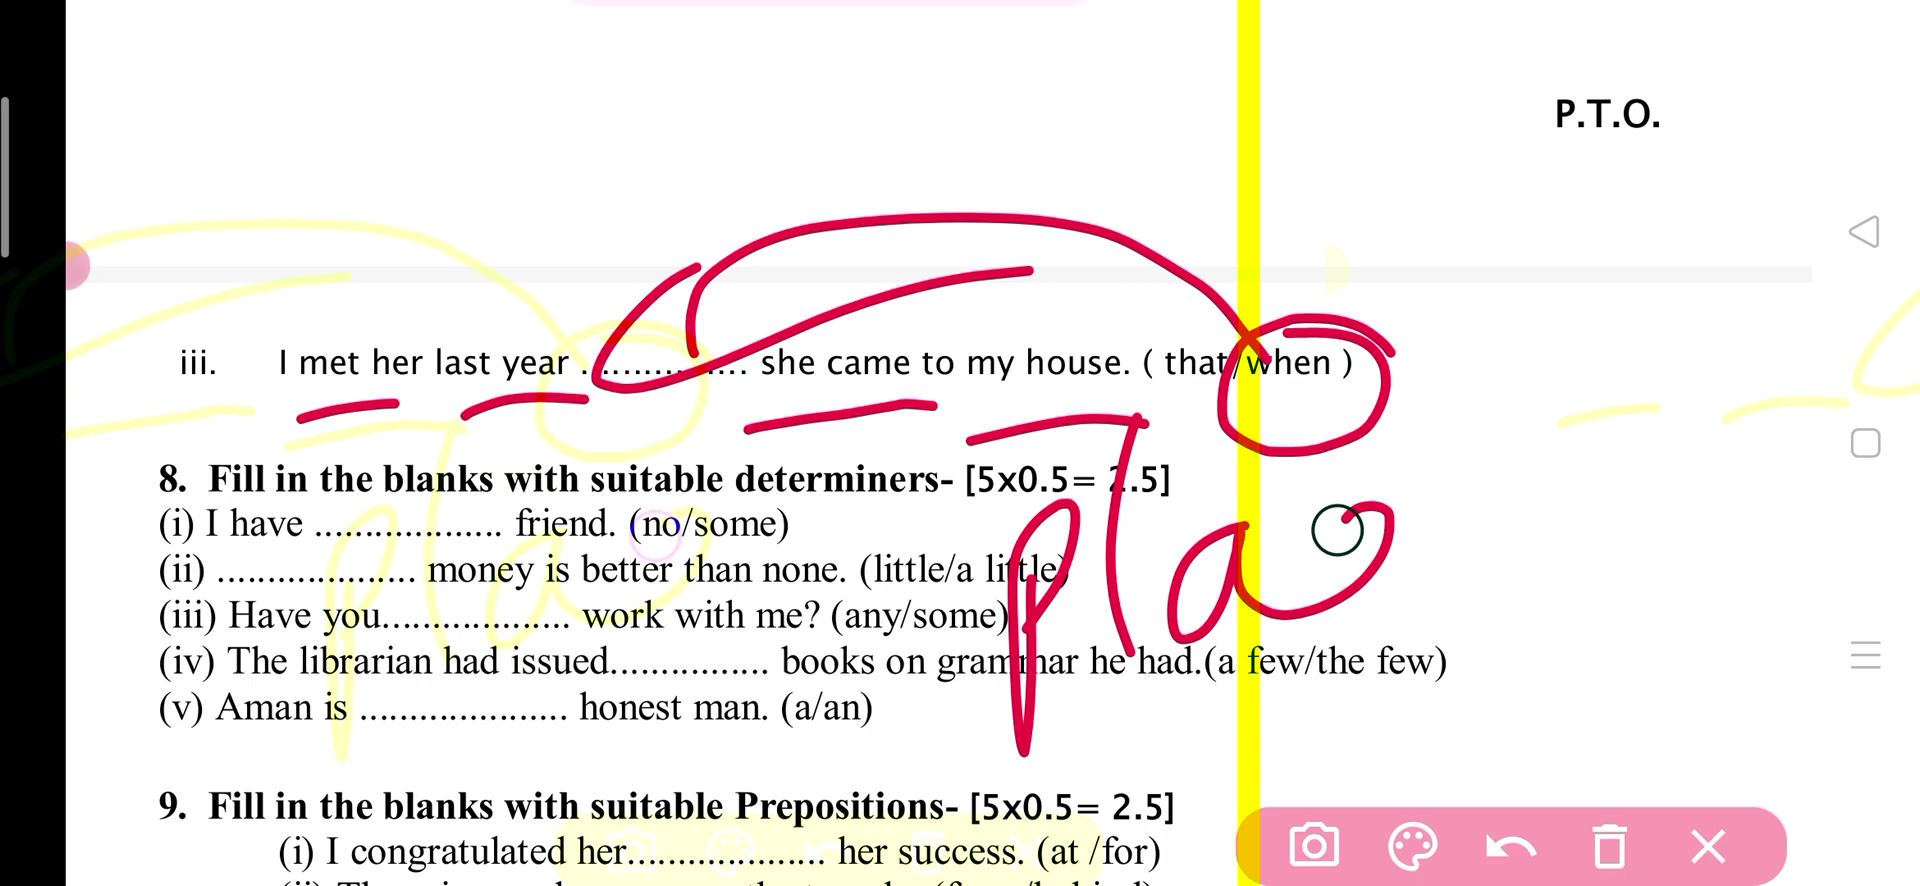 P.T.O.
iii. I met her last year ................ she came to my house. ( that/when )
8. Fill in the blanks with suitable determiners- [5x0.5= 2.5]
(i) I have ................... friend. (no/some)
(ii) .................... money is better than none. (little/a little)
(iii) Have you................... work with me? (any/some)
(iv) The librarian had issued................ books on grammar he had.(a few/the few)
(v) Aman is ..................... honest man. (a/an)
pla
9. Fill in the blanks with suitable Prepositions- [5x0.5= 2.5]
(i) I congratulated her.................... her success. (at /for)